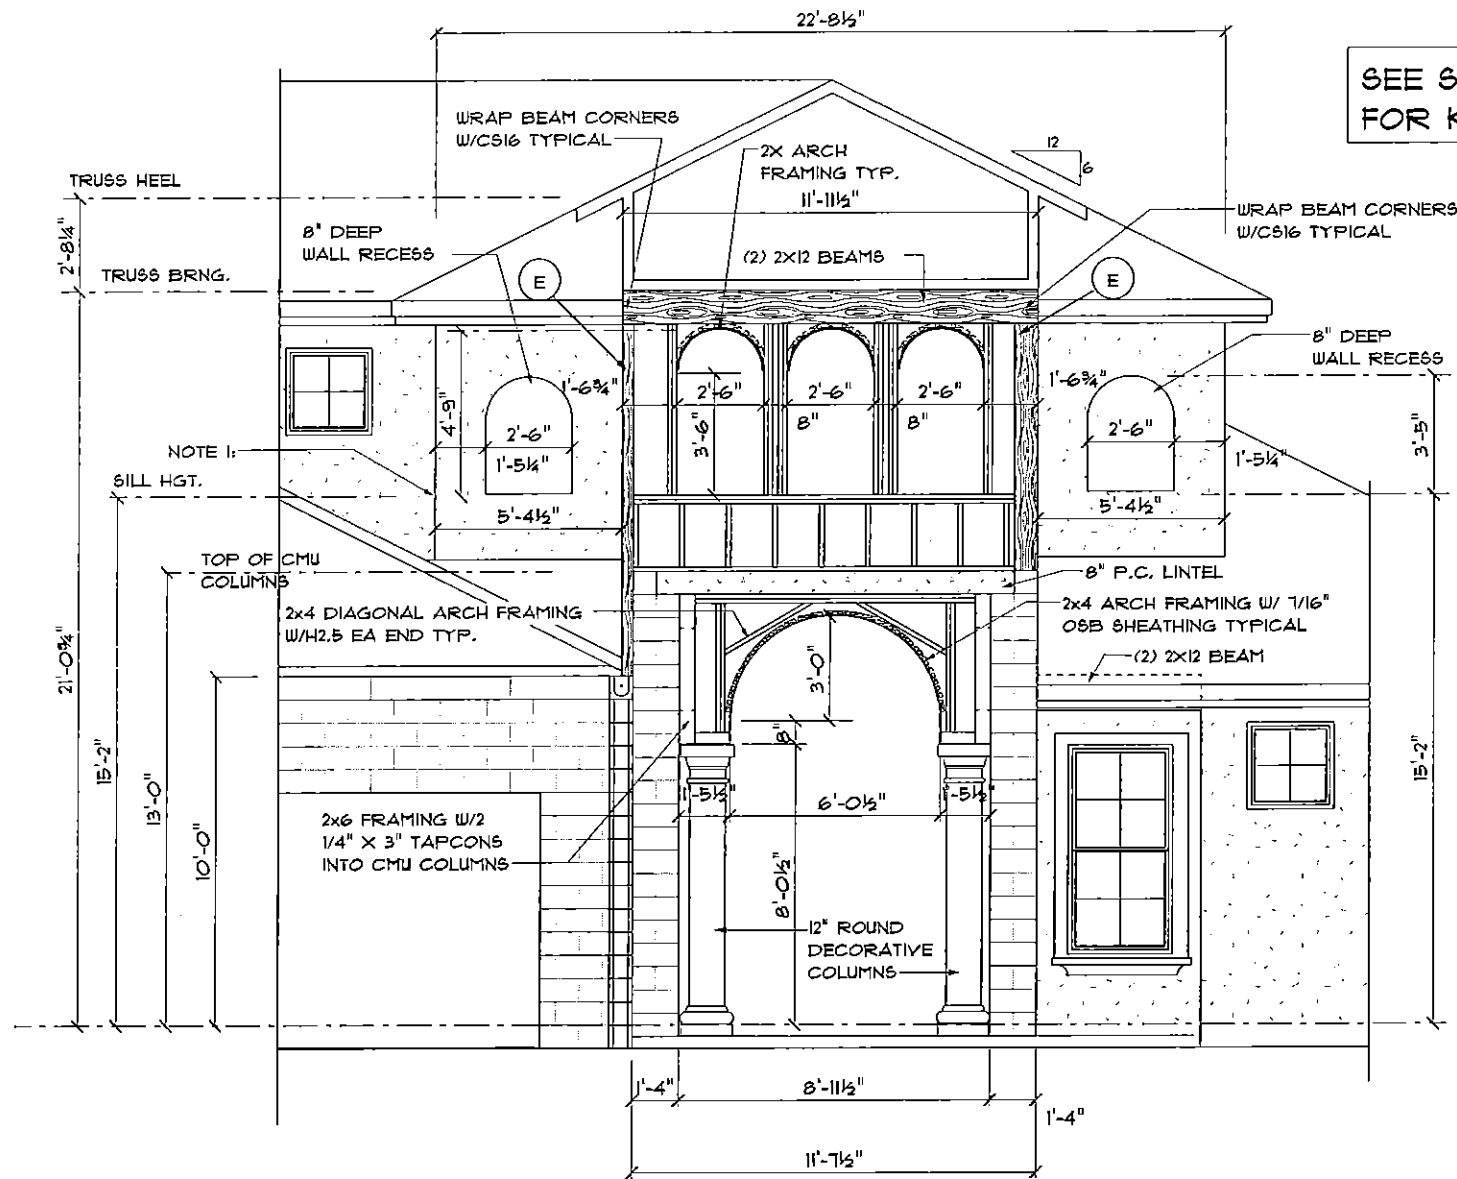 22'-8½"
SEE S
FOR K
WRAP BEAM CORNERS
W/CS16 TYPICAL
2X ARCH
FRAMING TYP.
11'-11½"
12
6
TRUSS HEEL
2'-8¼"
8" DEEP
WALL RECESS
WRAP BEAM CORNERS
W/CS16 TYPICAL
(2) 2X12 BEAMS
TRUSS BRNG.
E
E
8" DEEP
WALL RECESS
1'-6¾"
2'-6"
2'-6"
2'-6"
1'-6¾"
4'-9"
3'-6"
8"
8"
2'-6"
1'-5¼"
2'-6"
1'-5¼"
3'-5"
NOTE 1:
SILL HGT.
5'-4½"
5'-4½"
TOP OF CMU
COLUMNS
8" P.C. LINTEL
2x4 DIAGONAL ARCH FRAMING
W/H2.5 EA END TYP.
2x4 ARCH FRAMING W/ 7/16"
OSB SHEATHING TYPICAL
(2) 2X12 BEAM
21'-0¾"
15'-2"
13'-0"
10'-0"
3'-0"
8"
15'-2"
1'-5½"
6'-0½"
1'-5½"
2x6 FRAMING W/2
1/4" X 3" TAPCONS
INTO CMU COLUMNS
8'-0½"
12" ROUND
DECORATIVE
COLUMNS
1'-4"
8'-11½"
1'-4"
11'-7½"